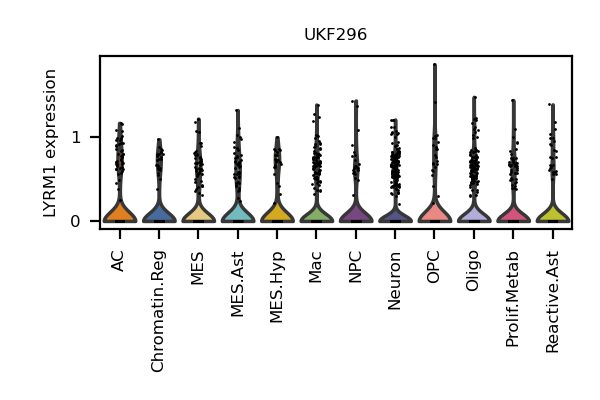 UKF296
LYRM1 expression
1
0
AC
Chromatin.Reg
MES
MES.Ast
MES.Hyp
Mac
NPC
Neuron
OPC
Oligo
Prolif.Metab
Reactive.Ast